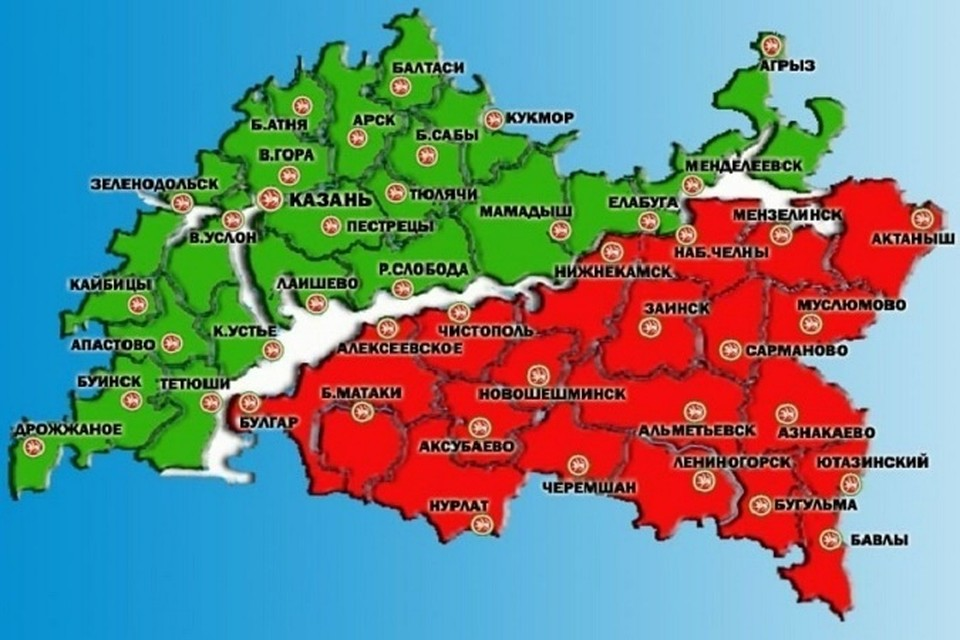 АГРЫЗ
БАЛТАСИ
КУКМОР
Б.АТНЯ
АРСК
Б.САБЫ
В.ГОРА
МЕНДЕЛЕЕВСК
ЗЕЛЕНОДОЛЬСК
КАЗАНЬ
ТЮЛЯЧИ
МАМАДЫШ
ЕЛАБУГА
МЕНЗЕЛИНСК
В.УСЛОН
ПЕСТРЕЦЫ
АКТАНЫШ
НАБ.ЧЕЛНЫ
Р.СЛОБОДА
НИЖНЕКАМСК
КАЙБИЦЫ
ЛАИШЕВО
ЗАИНСК
МУСЛЮМОВО
К.УСТЬЕ
ЧИСТОПОЛЬ
АПАСТОВО
АЛЕКСЕЕВСКОЕ
САРМАНОВО
БУИНСК
ТЕТЮШИ
Б.МАТАКИ
НОВОШЕШМИНСК
БУЛГАР
ДРОЖЖАНОЕ
АЛЬМЕТЬЕВСК
АЗНАКАЕВО
АКСУБАЕВО
ЛЕНИНОГОРСК
ЮТАЗИНСКИЙ
ЧЕРЕМШАН
НУРЛАТ
БУГУЛЬМА
БАВЛЫ